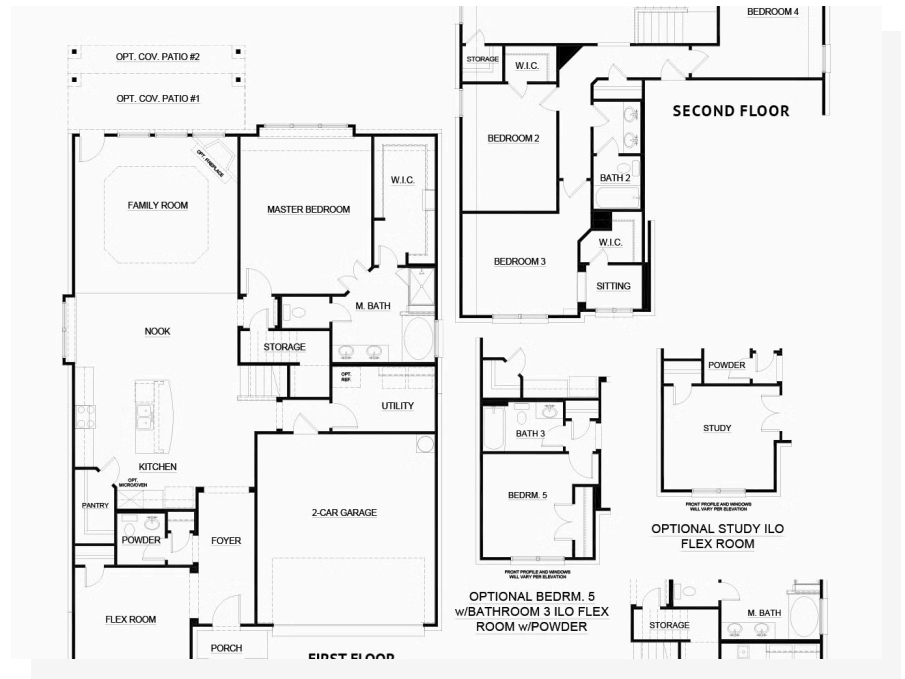 OPT. COV. PATIO #2
OPT. COV. PATIO #1
OPT. FIREPLACE
FAMILY ROOM
MASTER BEDROOM
W.I.C.
M. BATH
NOOK
STORAGE
OPT.
REF.
UTILITY
KITCHEN
OPT.
MICRO/OVEN
PANTRY
POWDER
FOYER
2-CAR GARAGE
FLEX ROOM
PORCH
FIRST FLOOR
BEDROOM 4
STORAGE
W.I.C.
SECOND FLOOR
BEDROOM 2
BATH 2
W.I.C.
BEDROOM 3
SITTING
BATH 3
BEDRM. 5
FRONT PROFILE AND WINDOWS
WILL VARY PER ELEVATION
OPTIONAL BEDRM. 5
w/BATHROOM 3 ILO FLEX
ROOM w/POWDER
POWDER
STUDY
FRONT PROFILE AND WINDOWS
WILL VARY PER ELEVATION
OPTIONAL STUDY ILO
FLEX ROOM
M. BATH
STORAGE